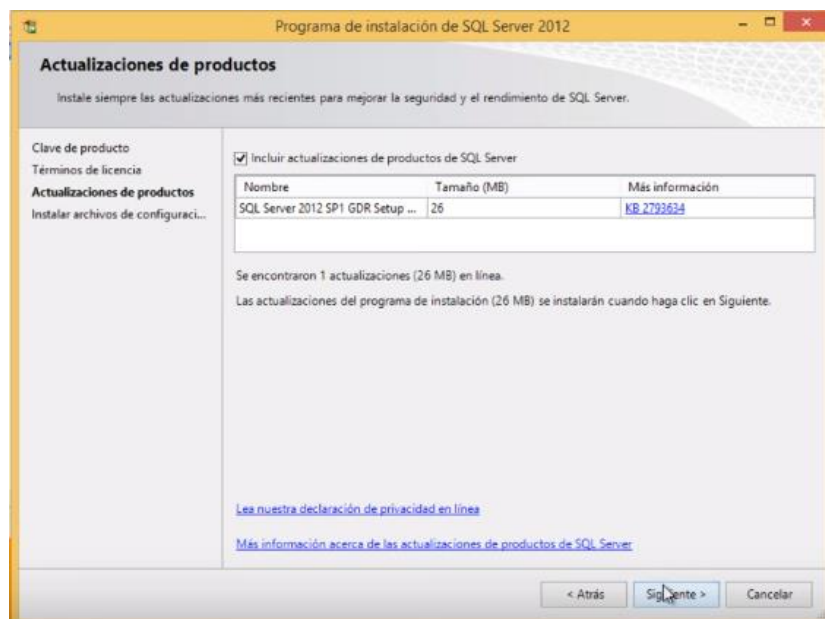 Programa de instalación de SQL Server 2012
Actualizaciones de productos
Instale siempre las actualizaciones más recientes para mejorar la seguridad y el rendimiento de SQL Server.
Clave de producto
Términos de licencia
Actualizaciones de productos
Instalar archivos de configuraci...
Incluir actualizaciones de productos de SQL Server
Nombre Tamaño (MB) Más información
SQL Server 2012 SP1 GDR Setup ... 26 KB 2793634
Se encontraron 1 actualizaciones (26 MB) en línea.
Las actualizaciones del programa de instalación (26 MB) se instalarán cuando haga clic en Siguiente.
Lea nuestra declaración de privacidad en línea
Más información acerca de las actualizaciones de productos de SQL Server
< Atrás Siguiente > Cancelar